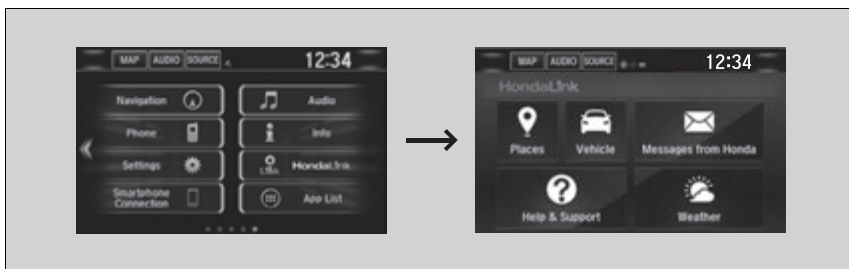 MAP AUDIO SOURCE 12:34
Navigation Audio
Phone Info
Settings HondaLink
Smartphone Connection App List
MAP AUDIO SOURCE 12:34
HondaLink
Places Vehicle Messages from Honda
Help & Support Weather